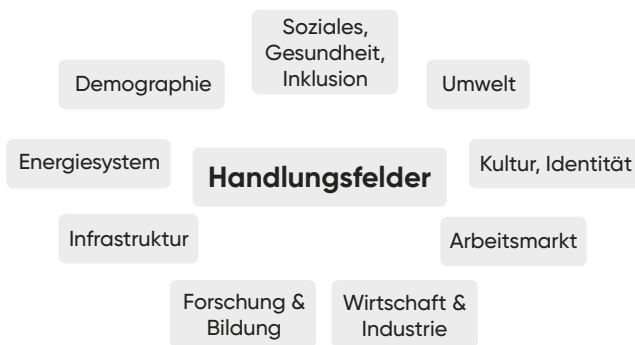 Soziales,
Gesundheit,
Inklusion
Demographie
Umwelt
Energiesystem
Handlungsfelder
Kultur, Identität
Infrastruktur
Arbeitsmarkt
Forschung &
Bildung
Wirtschaft &
Industrie